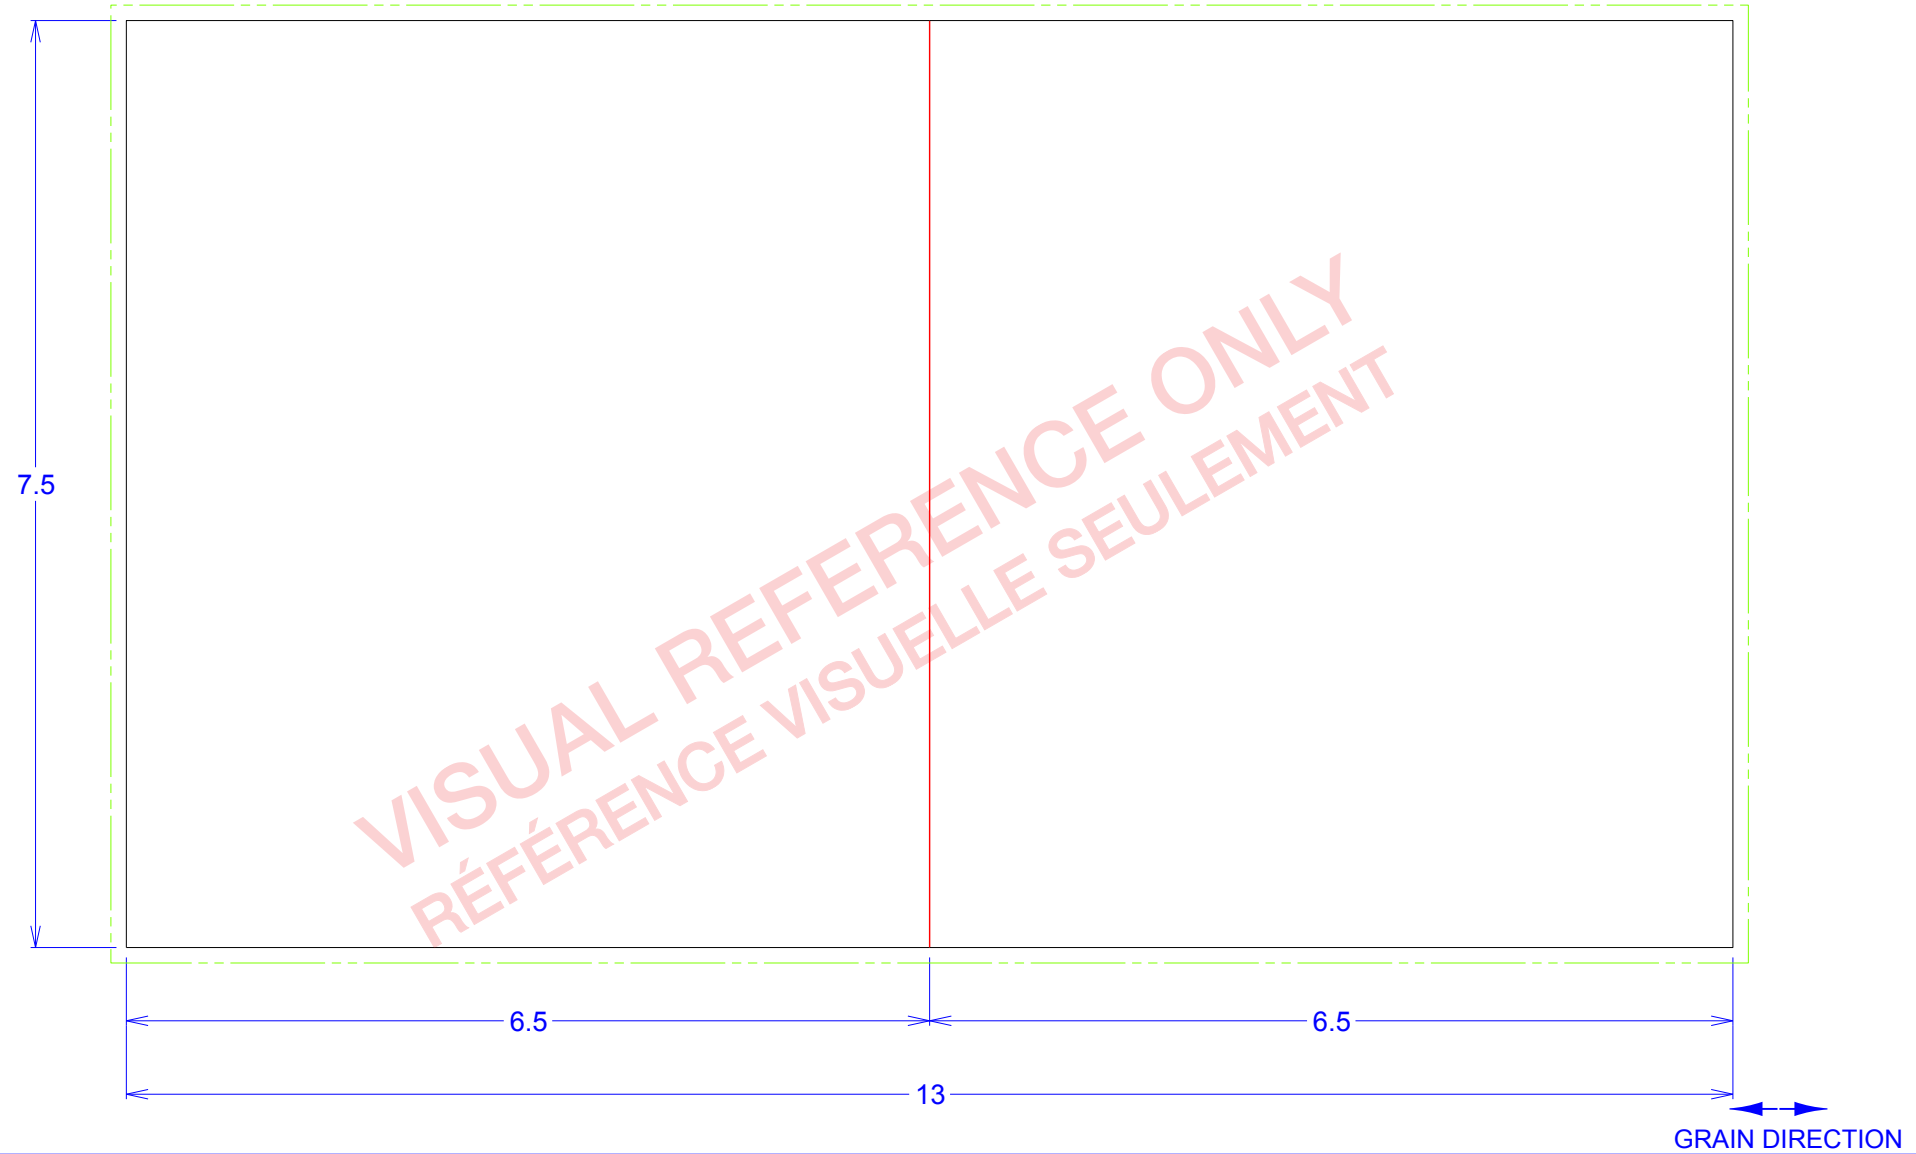 VISUAL REFERENCE ONLY
RÉFÉRENCE VISUELLE SEULEMENT
7.5
6.5 6.5
13
GRAIN DIRECTION